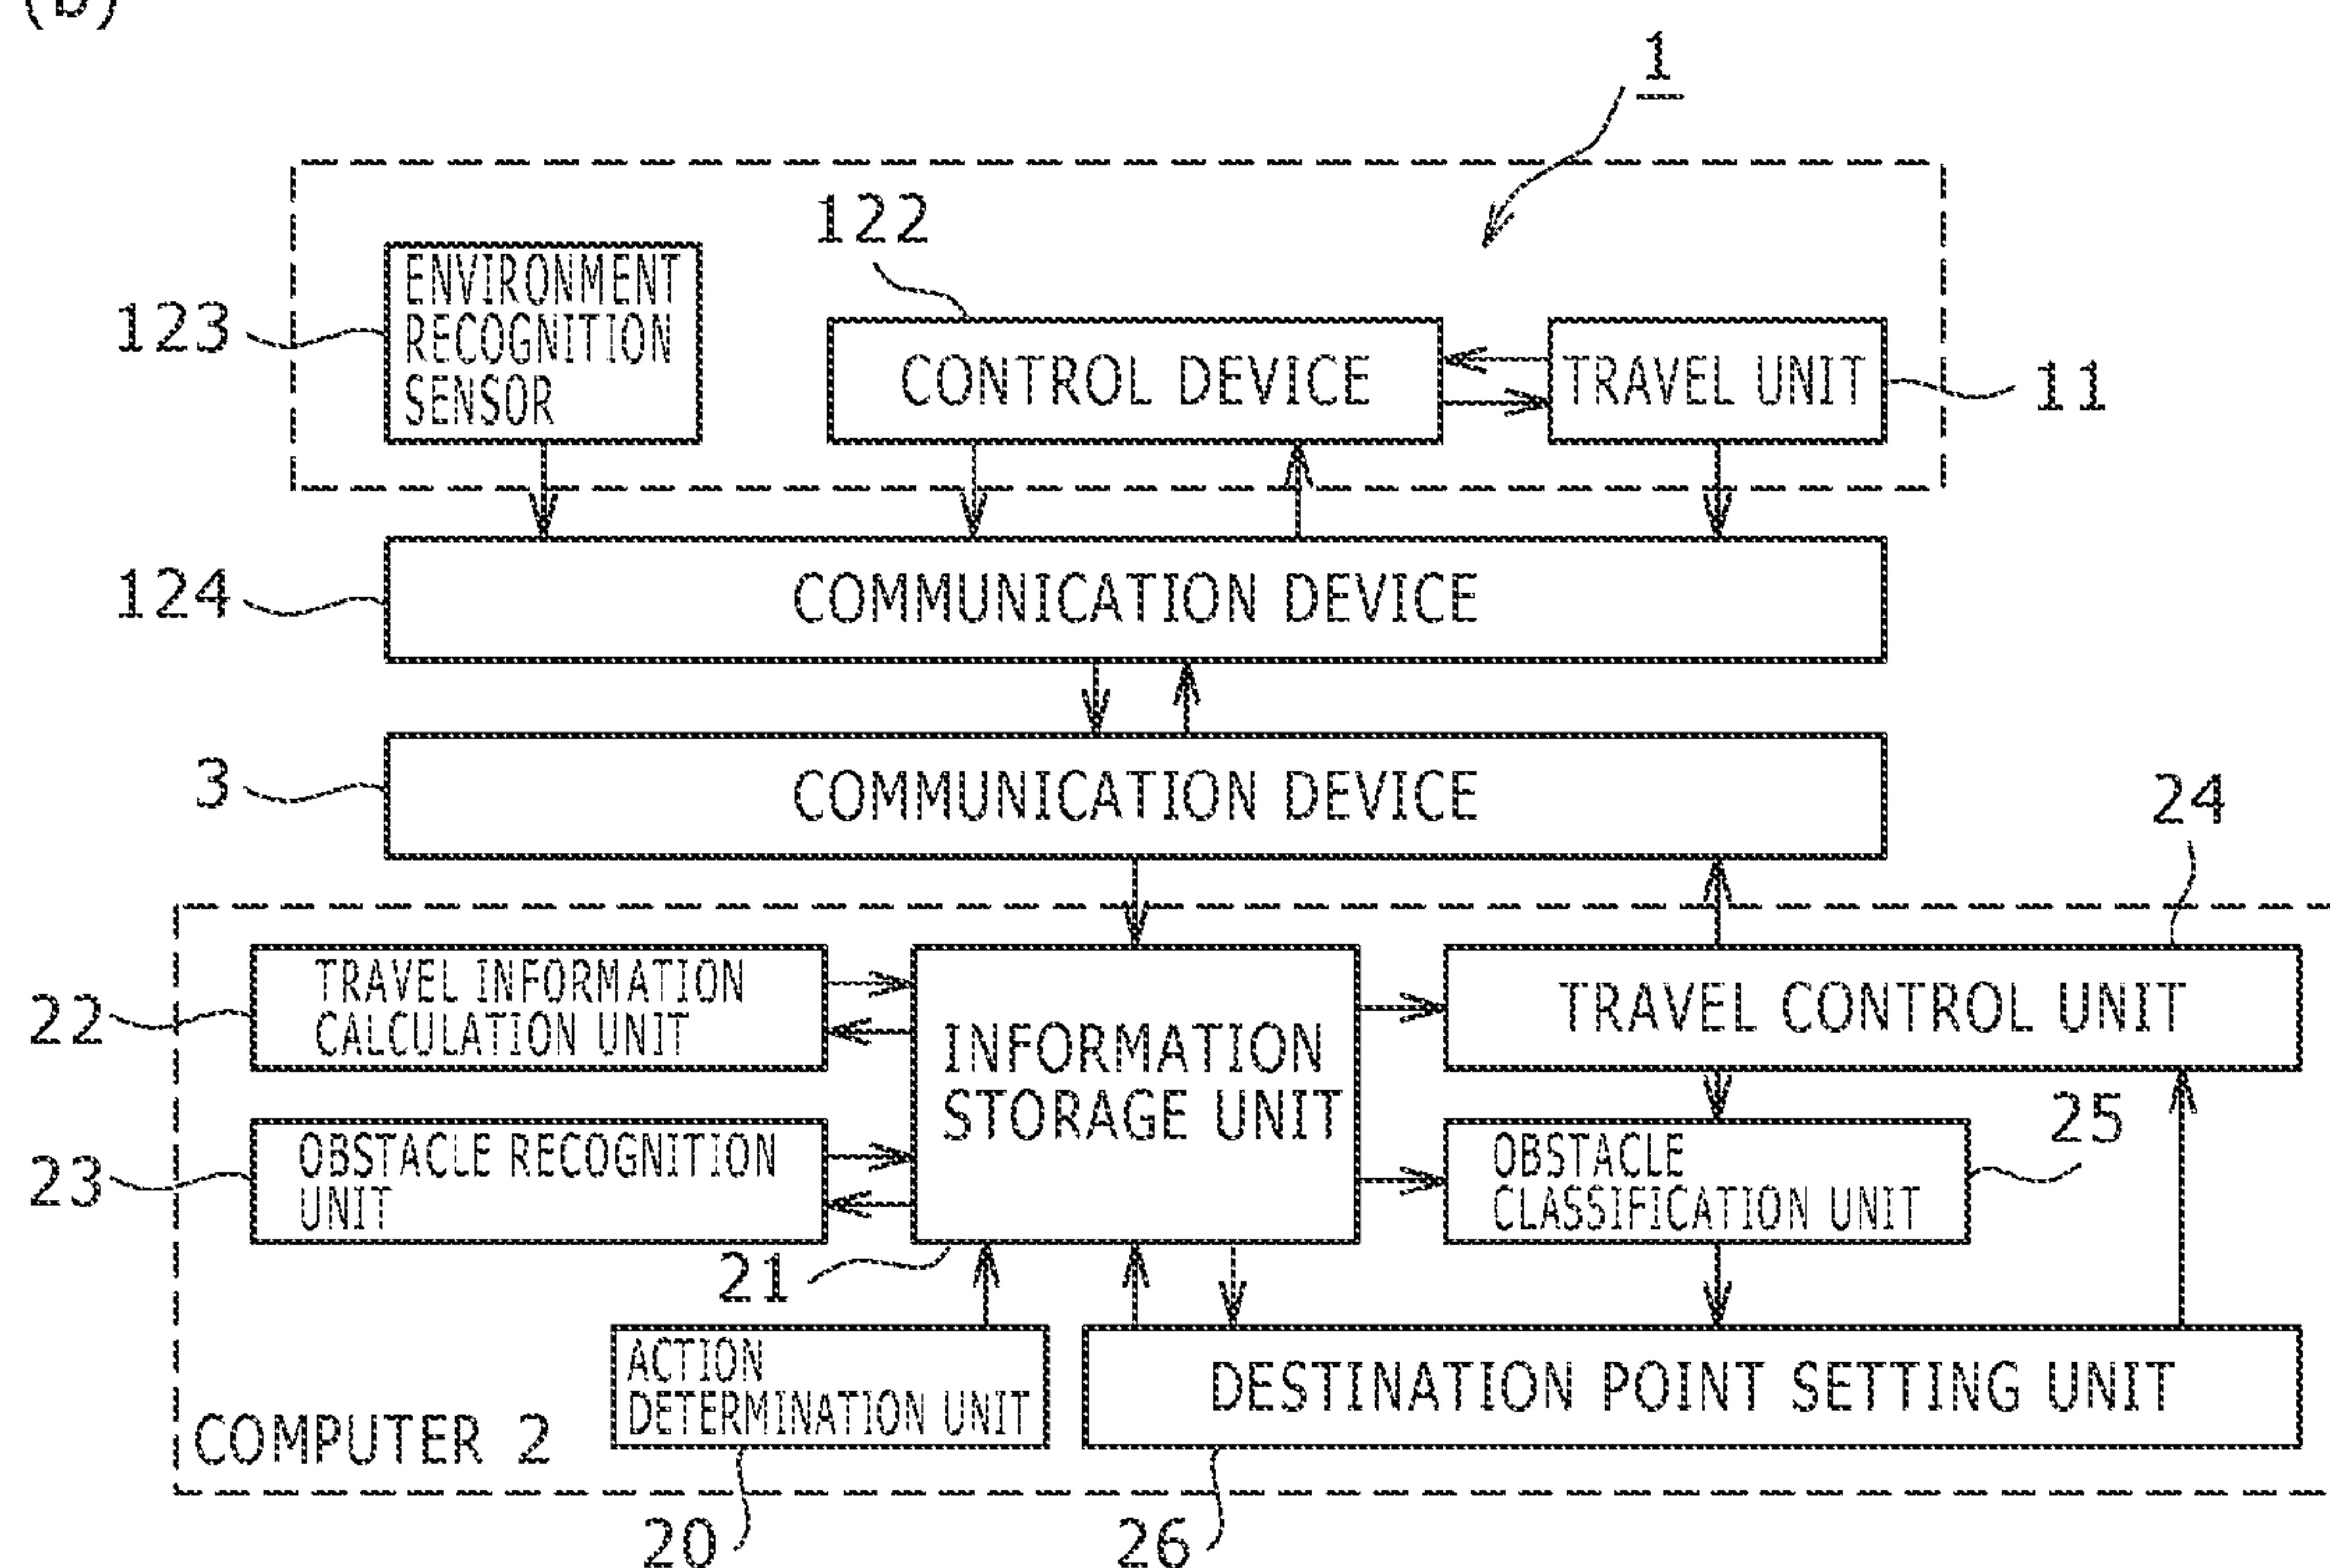 (b)
1
122
ENVIRONMENT
RECOGNITION
SENSOR
123
CONTROL DEVICE
TRAVEL UNIT
11
124
COMMUNICATION DEVICE
3
COMMUNICATION DEVICE
24
22
TRAVEL INFORMATION
CALCULATION UNIT
INFORMATION
STORAGE UNIT
TRAVEL CONTROL UNIT
25
23
OBSTACLE RECOGNITION
UNIT
OBSTACLE
CLASSIFICATION UNIT
21
ACTION
DETERMINATION UNIT
DESTINATION POINT SETTING UNIT
COMPUTER 2
20
26